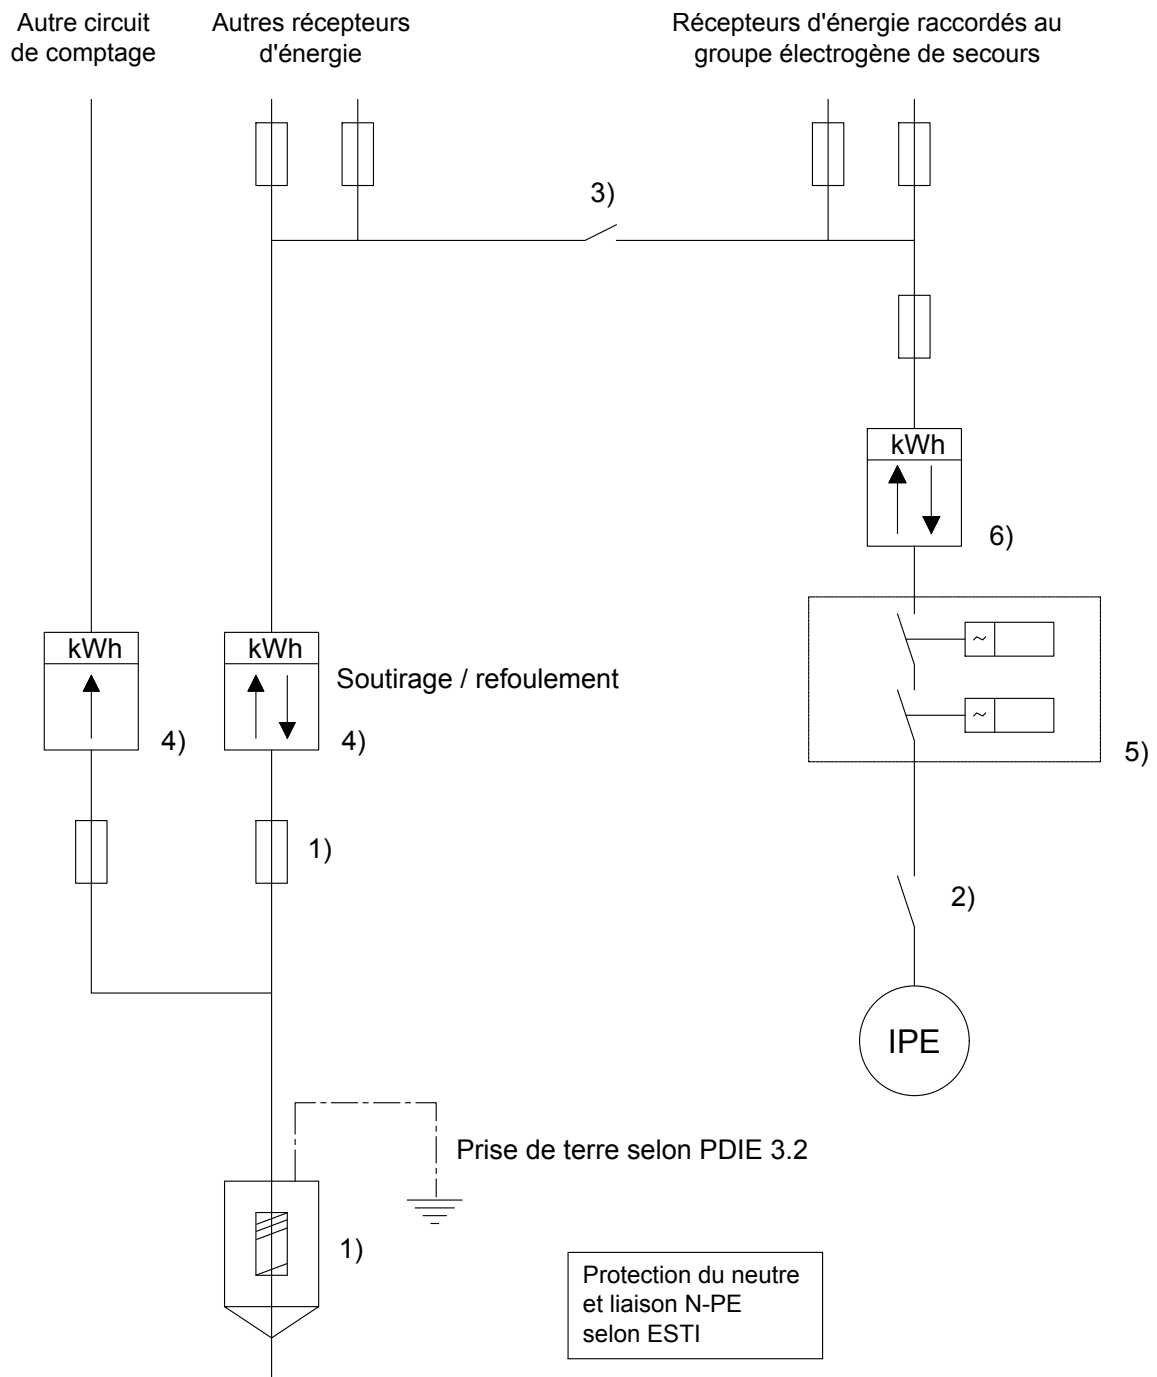 Autre circuit
de comptage
Autres récepteurs
d'énergie
Récepteurs d'énergie raccordés au
groupe électrogène de secours
3)
kWh
6)
kWh
kWh
Soutirage / refoulement
~
~
4)
4)
5)
1)
2)
IPE
Prise de terre selon PDIE 3.2
1)
Protection du neutre
et liaison N-PE
selon ESTI